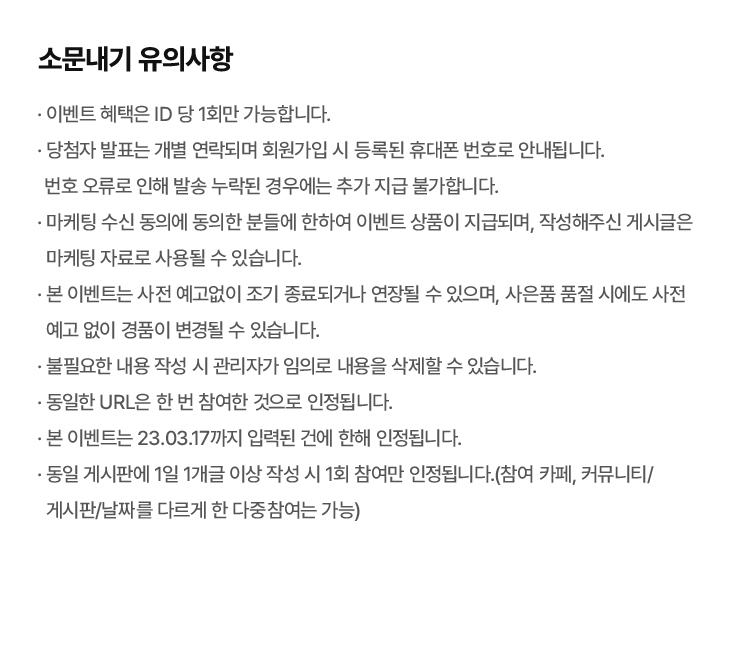 소문내기 유의사항
· 이벤트 혜택은 ID 당 1회만 가능합니다.
· 당첨자 발표는 개별 연락되며 회원가입 시 등록된 휴대폰 번호로 안내됩니다.
번호 오류로 인해 발송 누락된 경우에는 추가 지급 불가합니다.
· 마케팅 수신 동의에 동의한 분들에 한하여 이벤트 상품이 지급되며, 작성해주신 게시글은
마케팅 자료로 사용될 수 있습니다.
· 본 이벤트는 사전 예고없이 조기 종료되거나 연장될 수 있으며, 사은품 품절 시에도 사전
예고 없이 경품이 변경될 수 있습니다.
· 불필요한 내용 작성 시 관리자가 임의로 내용을 삭제할 수 있습니다.
· 동일한 URL은 한 번 참여한 것으로 인정됩니다.
· 본 이벤트는 23.03.17까지 입력된 건에 한해 인정됩니다.
· 동일 게시판에 1일 1개글 이상 작성 시 1회 참여만 인정됩니다.(참여 카페, 커뮤니티/
게시판/날짜를 다르게 한 다중참여는 가능)